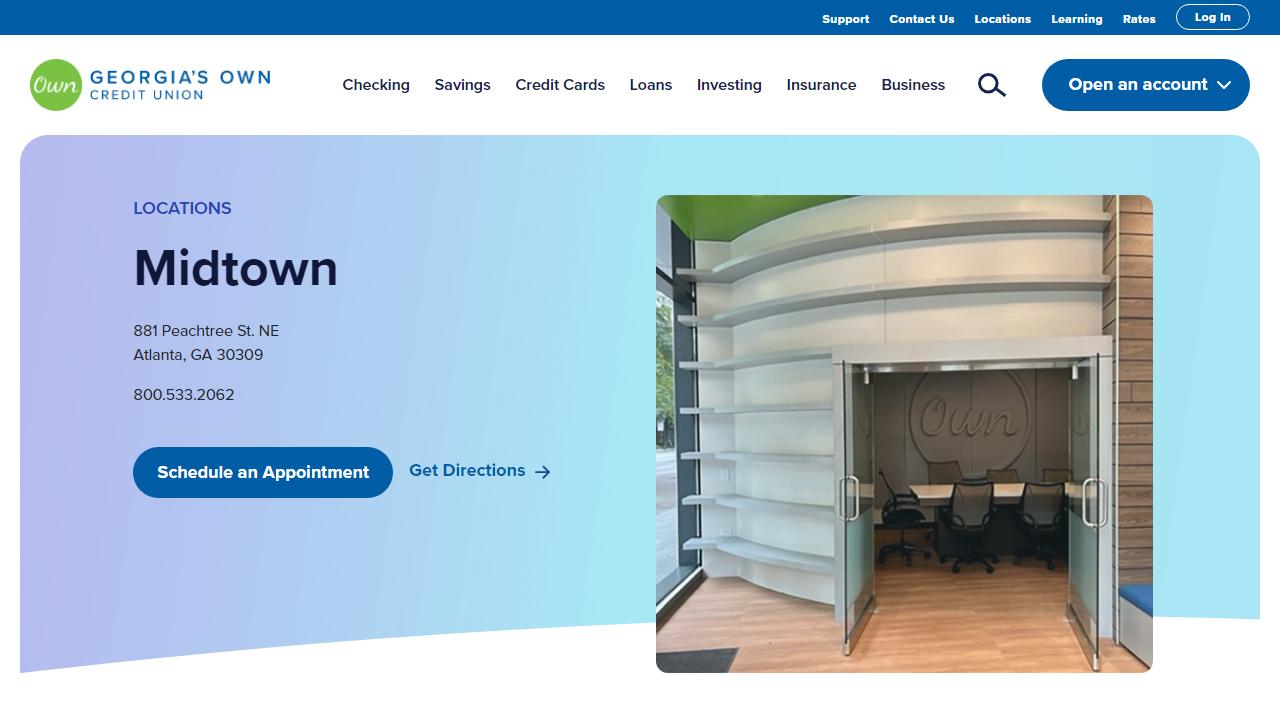 Support Contact Us Locations Learning Rates Log In
Own GEORGIA'S OWN
CREDIT UNION
Checking Savings Credit Cards Loans Investing Insurance Business Open an account
LOCATIONS
Midtown
881 Peachtree St. NE
Atlanta, GA 30309
800.533.2062
Schedule an Appointment Get Directions
Own